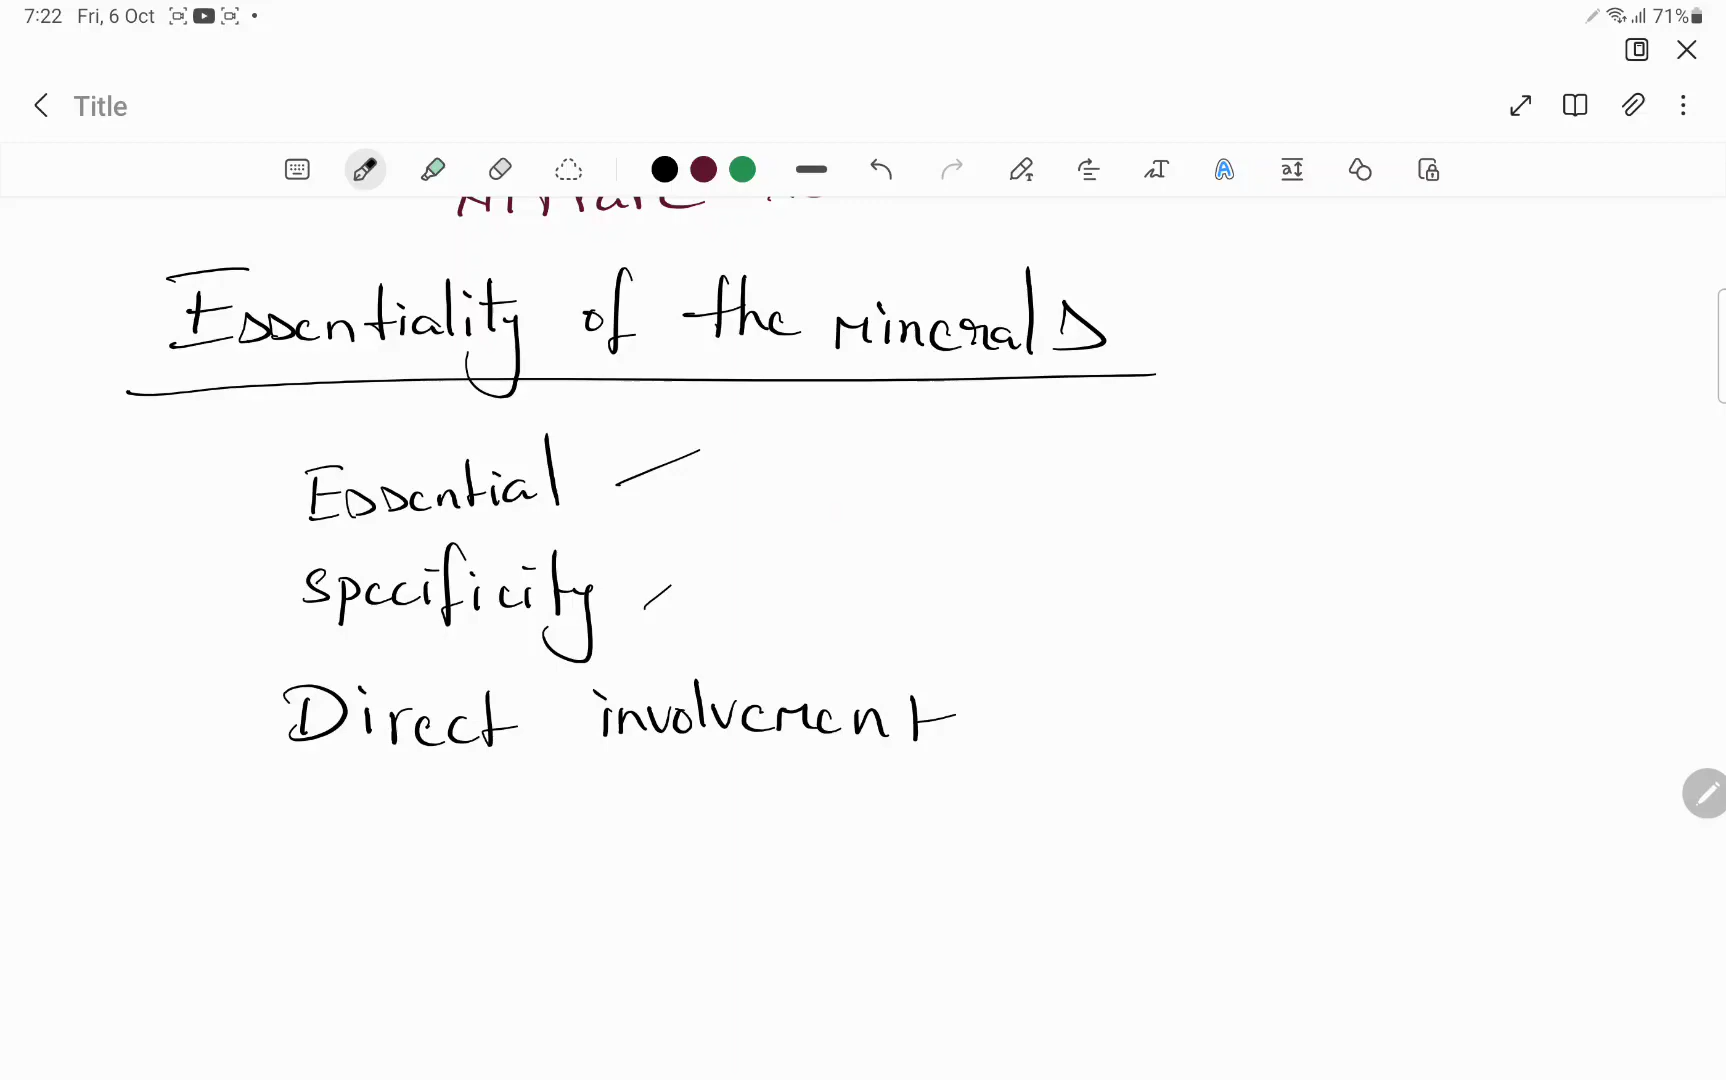 7:22 Fri, 6 Oct 71%
Title
Essentiality of the minerals
Essential
specificity
Direct involvement